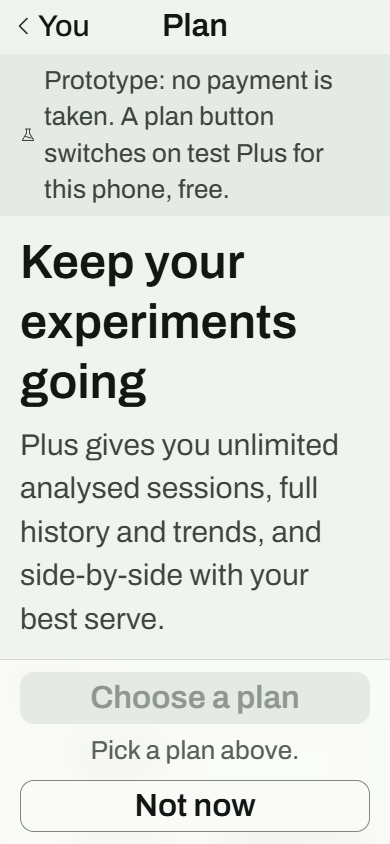 You
Plan
Prototype: no payment is
taken. A plan button
switches on test Plus for
this phone, free.
Keep your
experiments
going
Plus gives you unlimited
analysed sessions, full
history and trends, and
side-by-side with your
best serve.
Choose a plan
Pick a plan above.
Not now